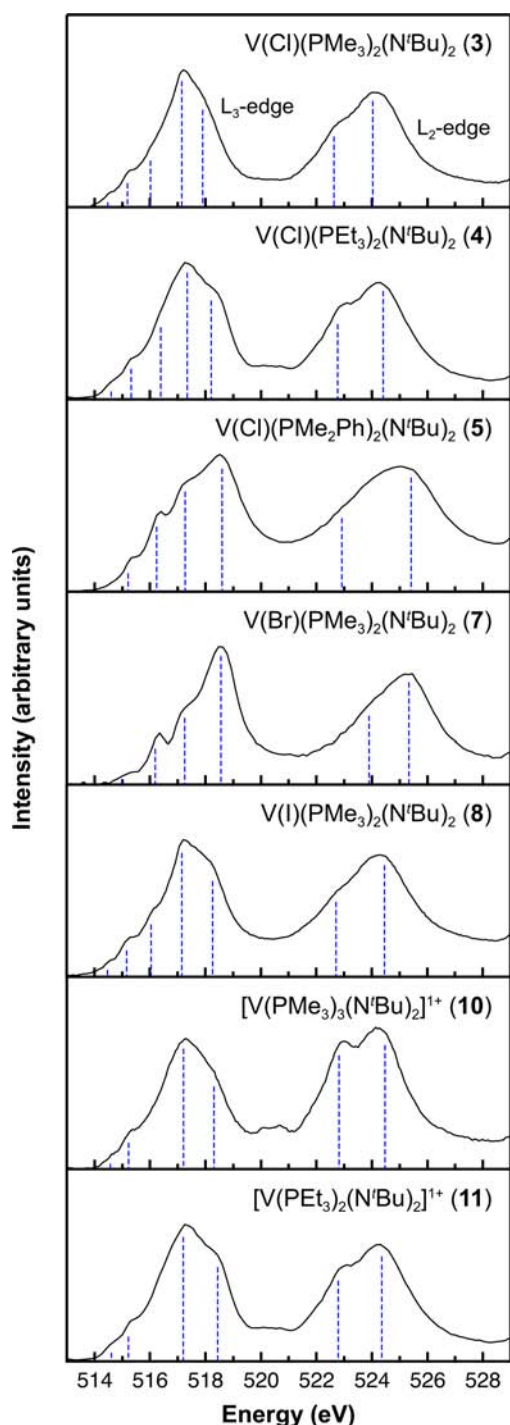 V(Cl)(PMe₃)₂(NᵗBu)₂ (3)
L₃-edge
L₂-edge
V(Cl)(PEt₃)₂(NᵗBu)₂ (4)
V(Cl)(PMe₂Ph)₂(NᵗBu)₂ (5)
V(Br)(PMe₃)₂(NᵗBu)₂ (7)
V(I)(PMe₃)₂(NᵗBu)₂ (8)
[V(PMe₃)₃(NᵗBu)₂]¹⁺ (10)
[V(PEt₃)₂(NᵗBu)₂]¹⁺ (11)
Intensity (arbitrary units)
514 516 518 520 522 524 526 528
Energy (eV)